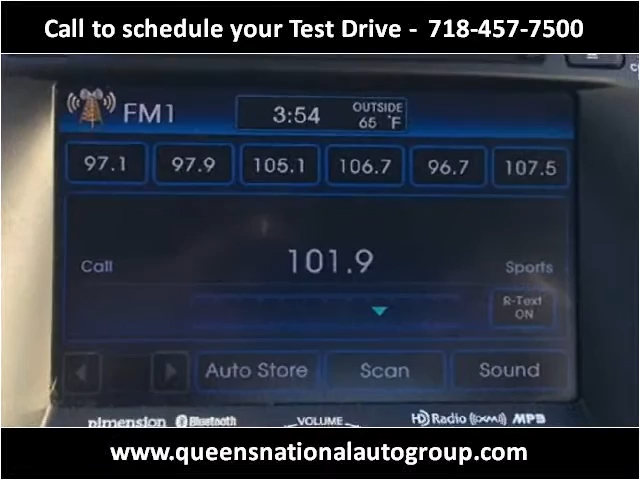 Call to schedule your Test Drive - 718-457-7500
FM1
3:54
OUTSIDE
65 °F
97.1 97.9 105.1 106.7 96.7 107.5
101.9
Call
Sports
R-Text
ON
Auto Store Scan Sound
Dimension Bluetooth VOLUME HD Radio (SXM) MP3
www.queensnationalautogroup.com